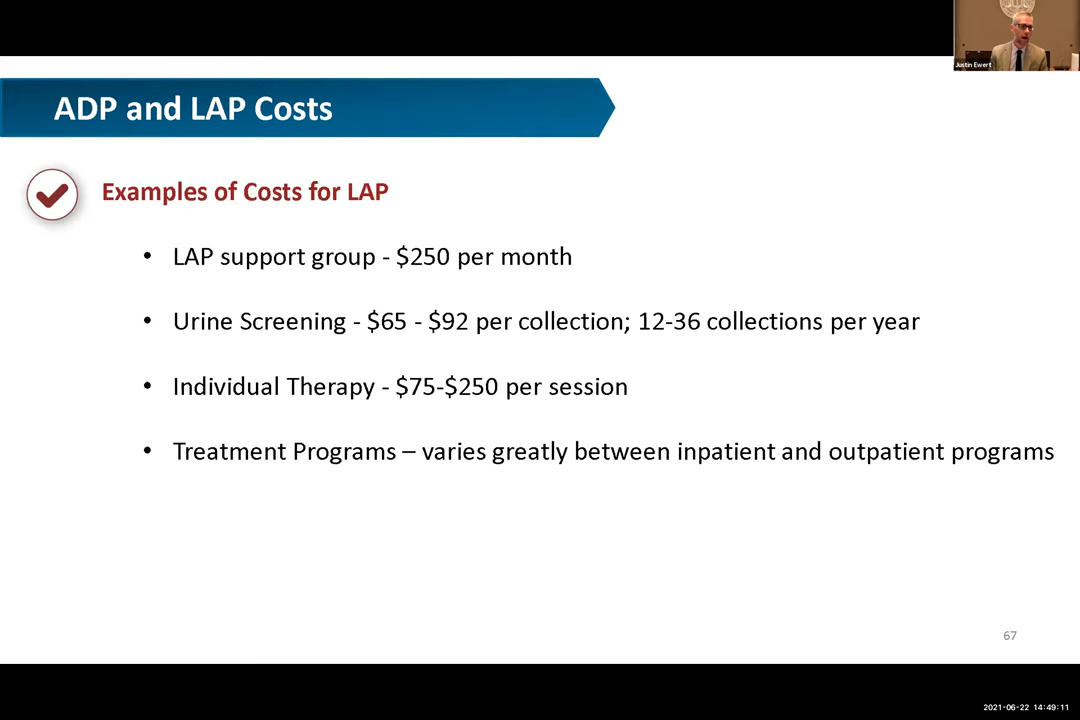 Justin Ewert
ADP and LAP Costs
Examples of Costs for LAP
• LAP support group - $250 per month
• Urine Screening - $65 - $92 per collection; 12-36 collections per year
• Individual Therapy - $75-$250 per session
• Treatment Programs – varies greatly between inpatient and outpatient programs
67
2021-06-22 14:49:11